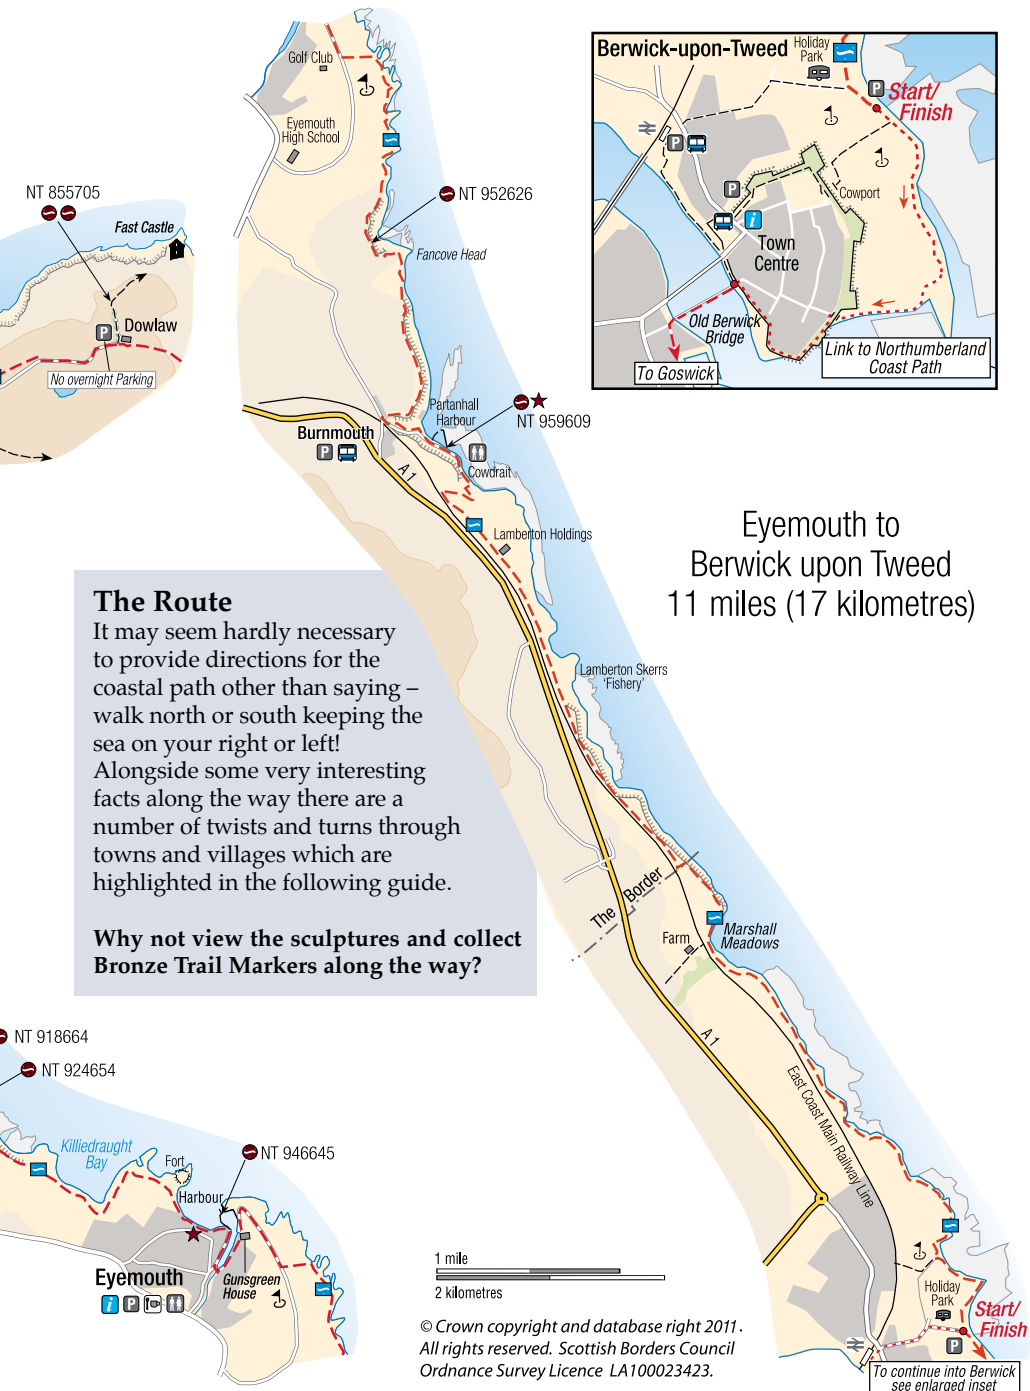 Golf Club
Eyemouth
High School
NT 952626
Fancove Head
NT 855705
Fast Castle
P
Dowlaw
No overnight Parking
Berwick-upon-Tweed
Holiday
Park
P
Start/
Finish
P
P
Cowport
i
Town
Centre
Old Berwick
Bridge
To Goswick
Link to Northumberland
Coast Path
Partanhall
Harbour
NT 959609
Burnmouth
P
A1
Cowdrait
Lamberton Holdings
Eyemouth to
Berwick upon Tweed
11 miles (17 kilometres)
The Route
It may seem hardly necessary
to provide directions for the
coastal path other than saying –
walk north or south keeping the
sea on your right or left!
Alongside some very interesting
facts along the way there are a
number of twists and turns through
towns and villages which are
highlighted in the following guide.
Why not view the sculptures and collect
Bronze Trail Markers along the way?
Lamberton Skerrs
'Fishery'
The Border
Marshall
Meadows
Farm
A1
East Coast Main Railway Line
NT 918664
NT 924654
Killiedraught
Bay
Fort
NT 946645
Harbour
Eyemouth
i P
Gunsgreen
House
1 mile
2 kilometres
© Crown copyright and database right 2011.
All rights reserved. Scottish Borders Council
Ordnance Survey Licence LA100023423.
Holiday
Park
Start/
Finish
P
To continue into Berwick
see enlarged inset